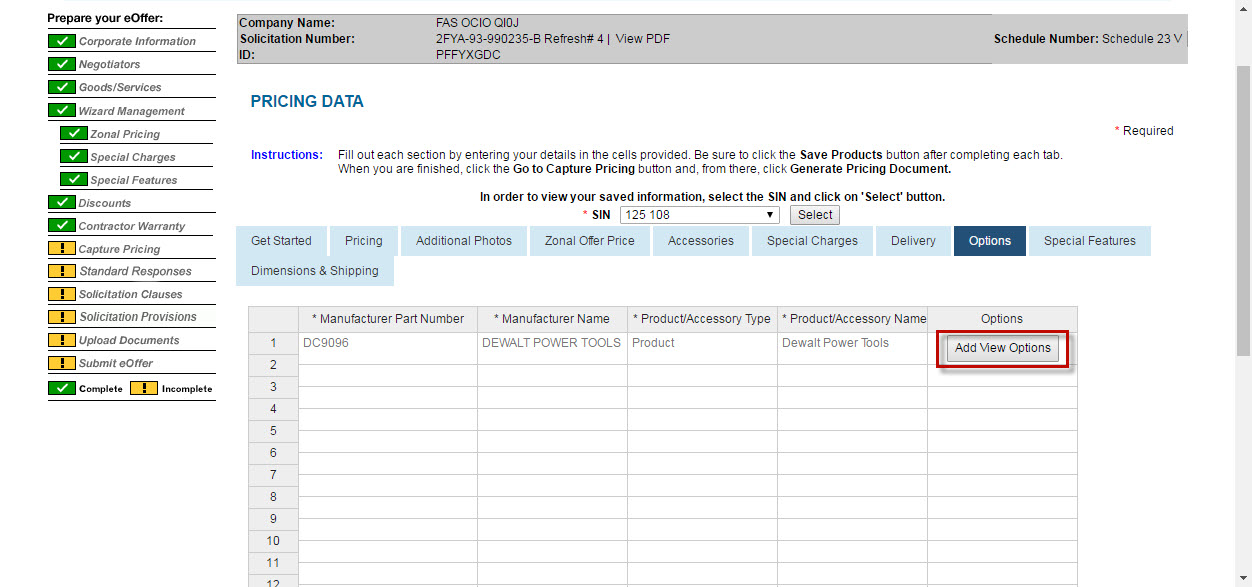 Prepare your eOffer:
Corporate Information
Negotiators
Goods/Services
Wizard Management
Zonal Pricing
Special Charges
Special Features
Discounts
Contractor Warranty
! Capture Pricing
! Standard Responses
! Solicitation Clauses
! Solicitation Provisions
! Upload Documents
! Submit eOffer
Complete ! Incomplete
Company Name: FAS OCIO QI0J
Solicitation Number: 2FYA-93-990235-B Refresh# 4 | View PDF Schedule Number: Schedule 23 V
ID: PFFYXGDC
PRICING DATA
* Required
Instructions: Fill out each section by entering your details in the cells provided. Be sure to click the Save Products button after completing each tab.
When you are finished, click the Go to Capture Pricing button and, from there, click Generate Pricing Document.
In order to view your saved information, select the SIN and click on 'Select' button.
* SIN 125 108 Select
Get Started Pricing Additional Photos Zonal Offer Price Accessories Special Charges Delivery Options Special Features
Dimensions & Shipping
* Manufacturer Part Number * Manufacturer Name * Product/Accessory Type * Product/Accessory Name Options
1 DC9096 DEWALT POWER TOOLS Product Dewalt Power Tools Add View Options
2
3
4
5
6
7
8
9
10
11
12